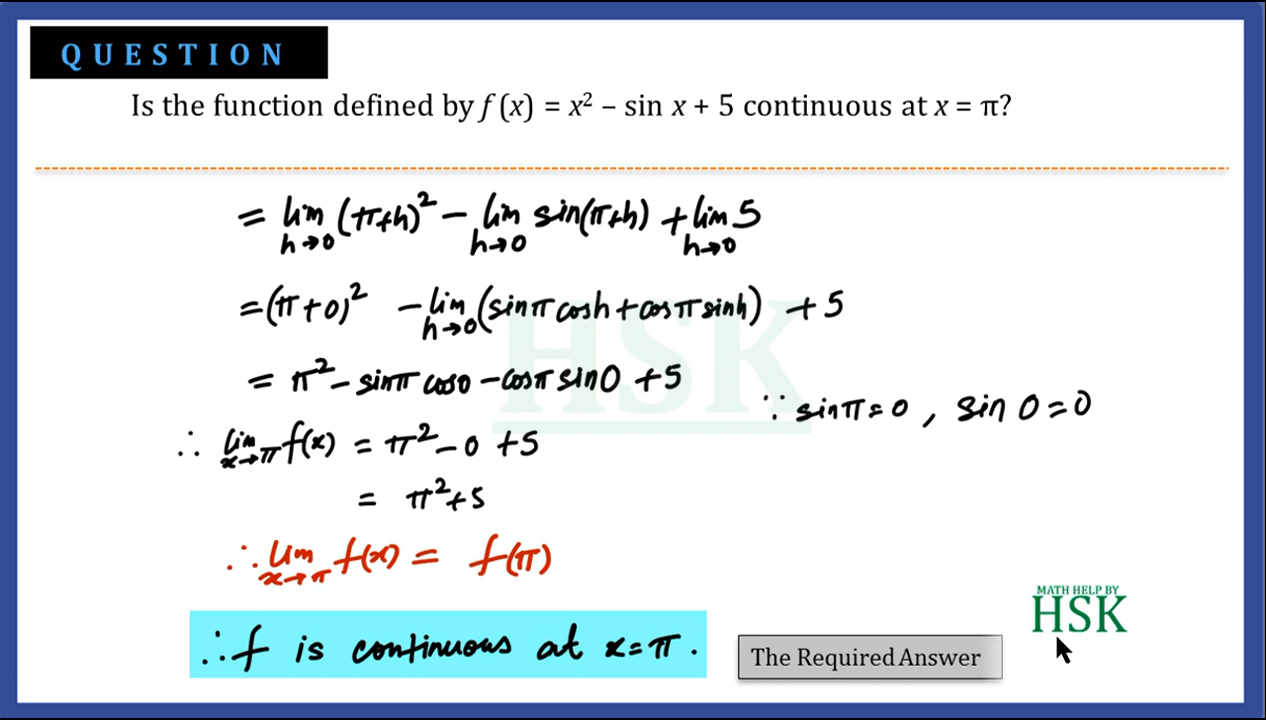 QUESTION
Is the function defined by f (x) = x² – sin x + 5 continuous at x = π?
= lim h→0 (π+h)² – lim h→0 sin(π+h) + lim h→0 5
= (π+0)² – lim h→0 (sinπ cosh + cosπ sinh) + 5
= π² – sinπ cos0 – cosπ sin0 + 5
∵ sinπ = 0 , sin 0 = 0
∴ lim x→π f(x) = π² – 0 + 5
= π² + 5
∴ lim x→π f(x) = f(π)
∴ f is continuous at x = π .
The Required Answer
MATH HELP BY
HSK
HSK